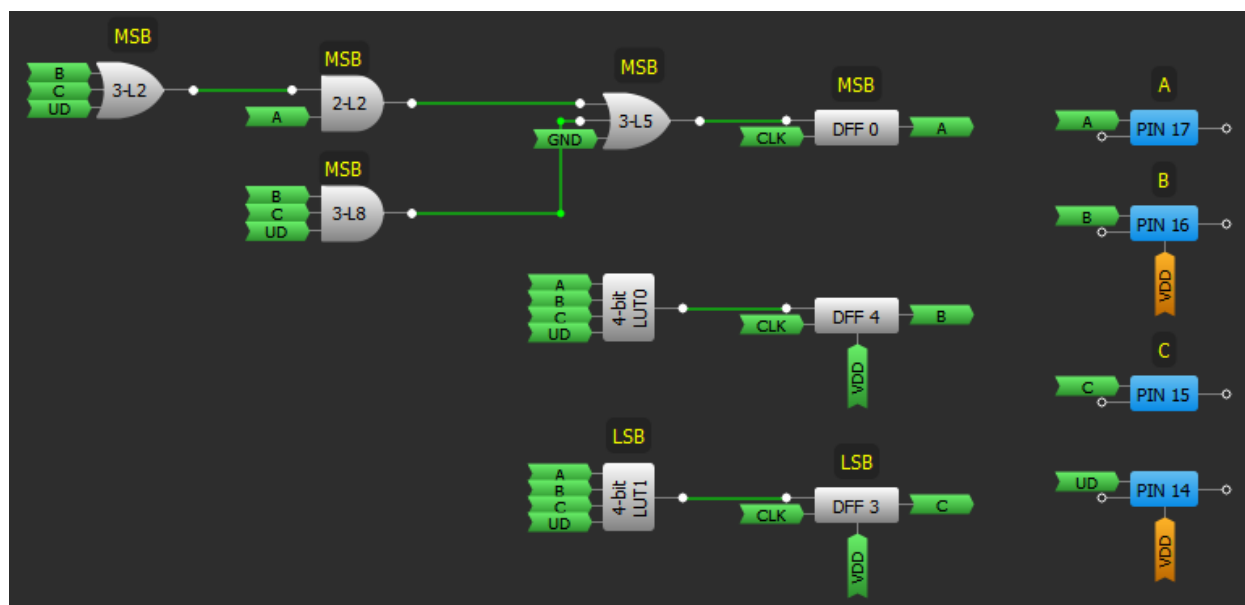 MSB
B
C
UD
3-L2
MSB
A
2-L2
MSB
B
C
UD
3-L8
MSB
GND
3-L5
MSB
CLK
DFF 0
A
A
B
C
UD
4-bit
LUT0
CLK
DFF 4
B
VDD
LSB
A
B
C
UD
4-bit
LUT1
LSB
CLK
DFF 3
C
VDD
A
A
PIN 17
B
B
PIN 16
VDD
C
C
PIN 15
UD
PIN 14
VDD